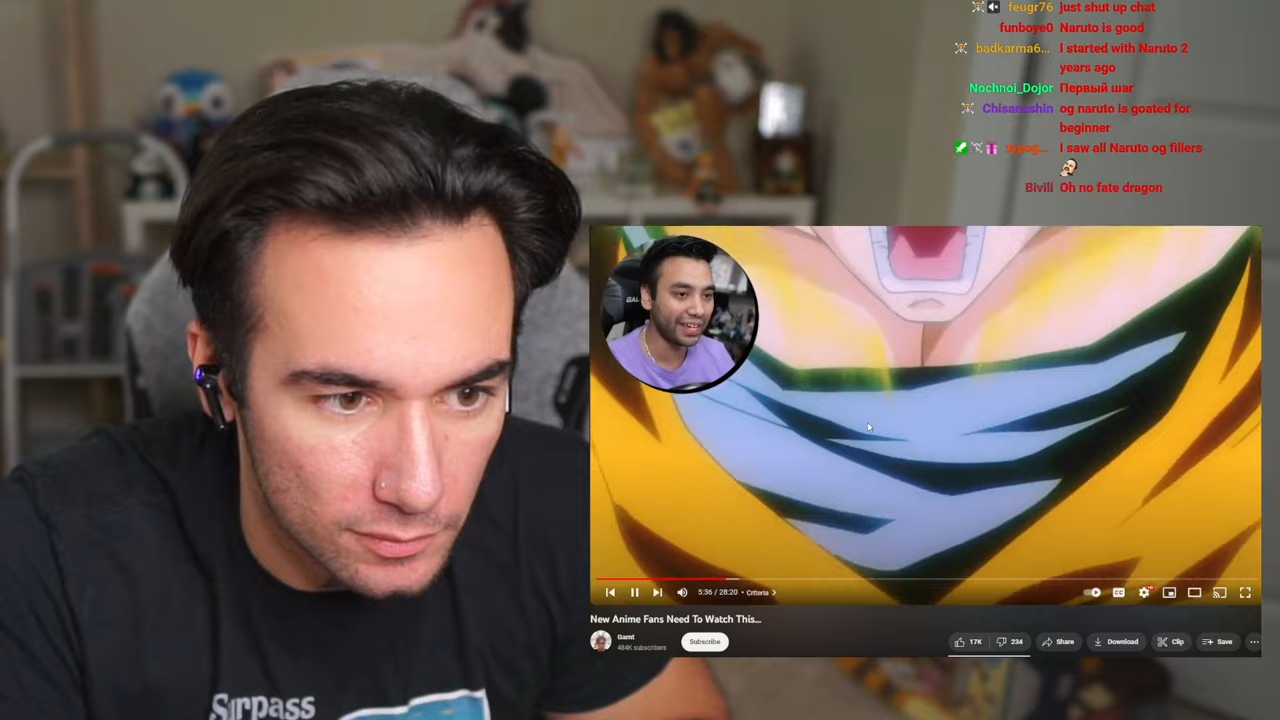 feugr76 just shut up chat
funboye0 Naruto is good
badkarma6... I started with Naruto 2
years ago
Nochnoi_Dojor Первый шаг
Chisanashin og naruto is goated for
beginner
I saw all Naruto og fillers
Bivili Oh no fate dragon
5:36 / 28:20 • Criteria
New Anime Fans Need To Watch This...
Gamt
484K subscribers
Subscribe
17K
234
Share
Download
Clip
Save
Surpass